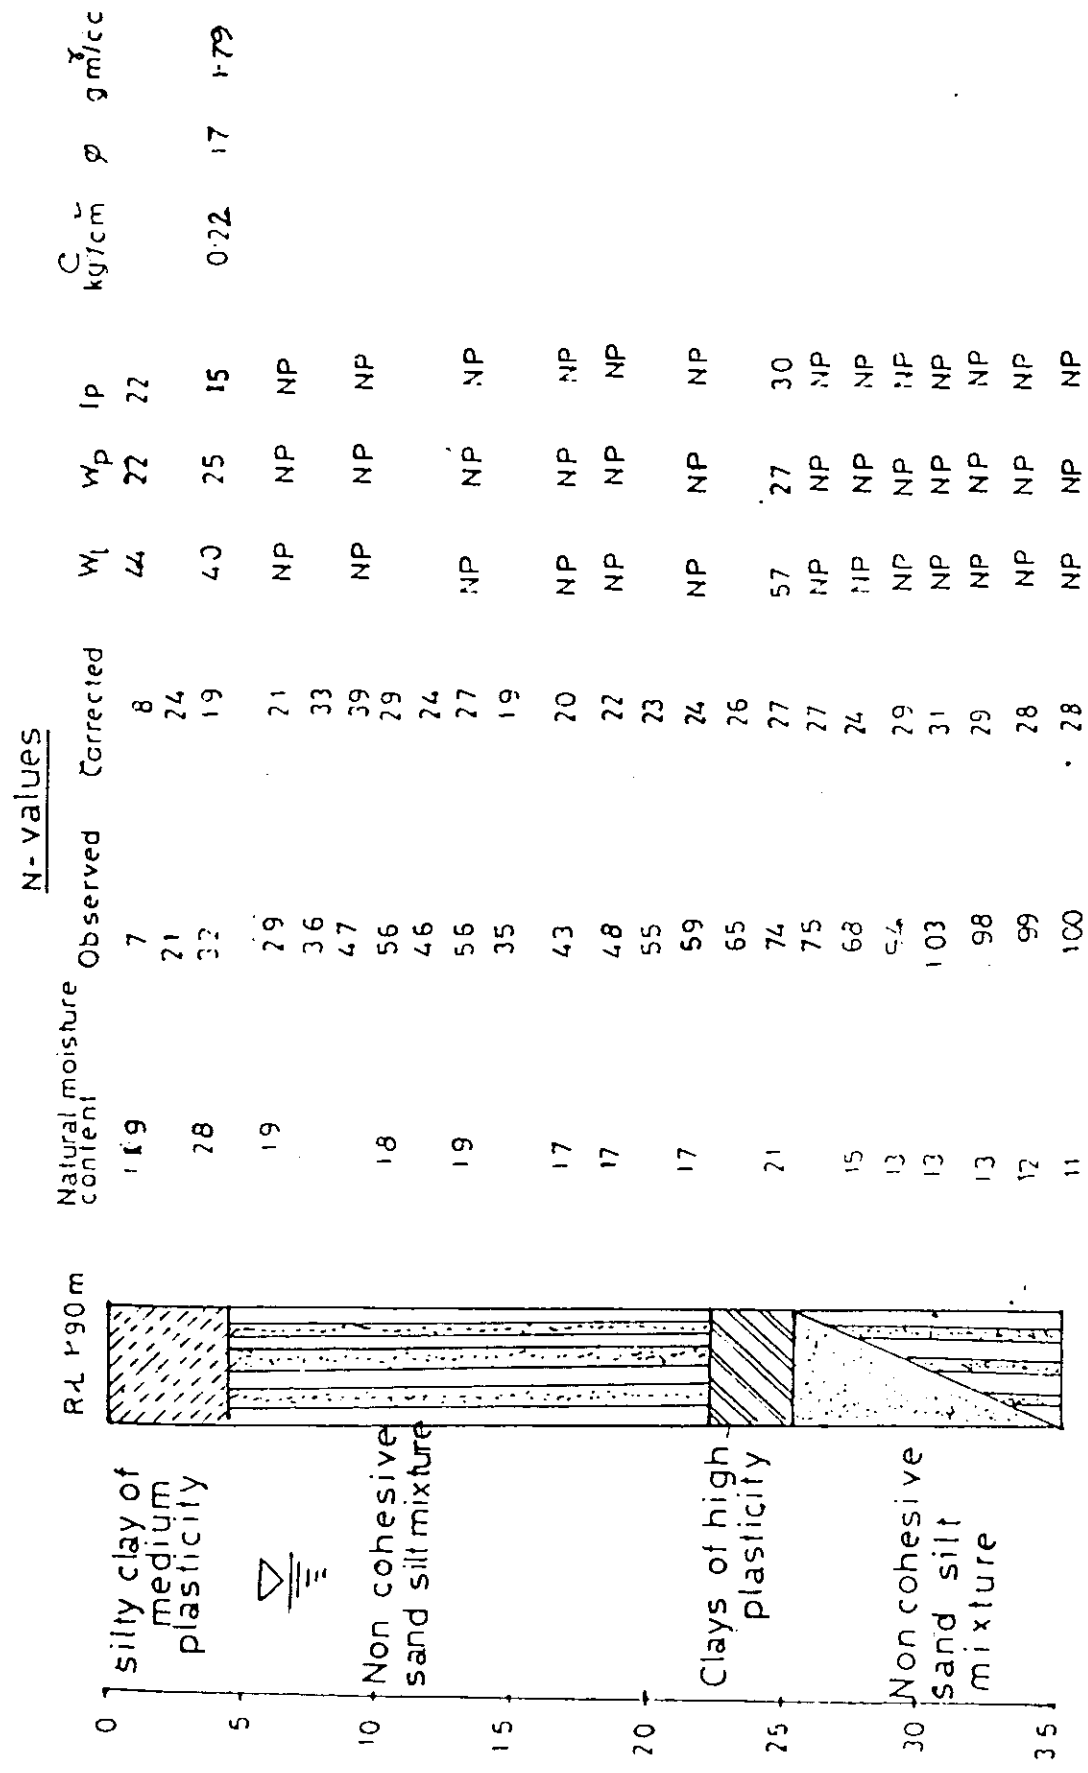 N-values
Natural moisture content Observed Corrected Wl Wp Ip C kg/cm² φ γ gm/cc
19 7 8 44 22 22
21 24
28 32 19 40 25 15 0.22 17 1.79
19 29 21 NP NP NP
36 33
47 39 NP NP NP
18 56 29
46 24
19 56 27 NP NP NP
35 19
17 43 20 NP NP NP
17 48 22 NP NP NP
55 23
17 59 24 NP NP NP
65 26
21 74 27 57 27 30
75 27 NP NP NP
15 68 24 NP NP NP
13 29 NP NP NP
13 103 31 NP NP NP
13 98 29 NP NP NP
12 99 28 NP NP NP
11 100 28 NP NP NP
silty clay of
medium
plasticity
Non cohesive
sand silt mixture
Clays of high
plasticity
Non cohesive
sand silt
mixture
0
5
10
15
20
25
30
35